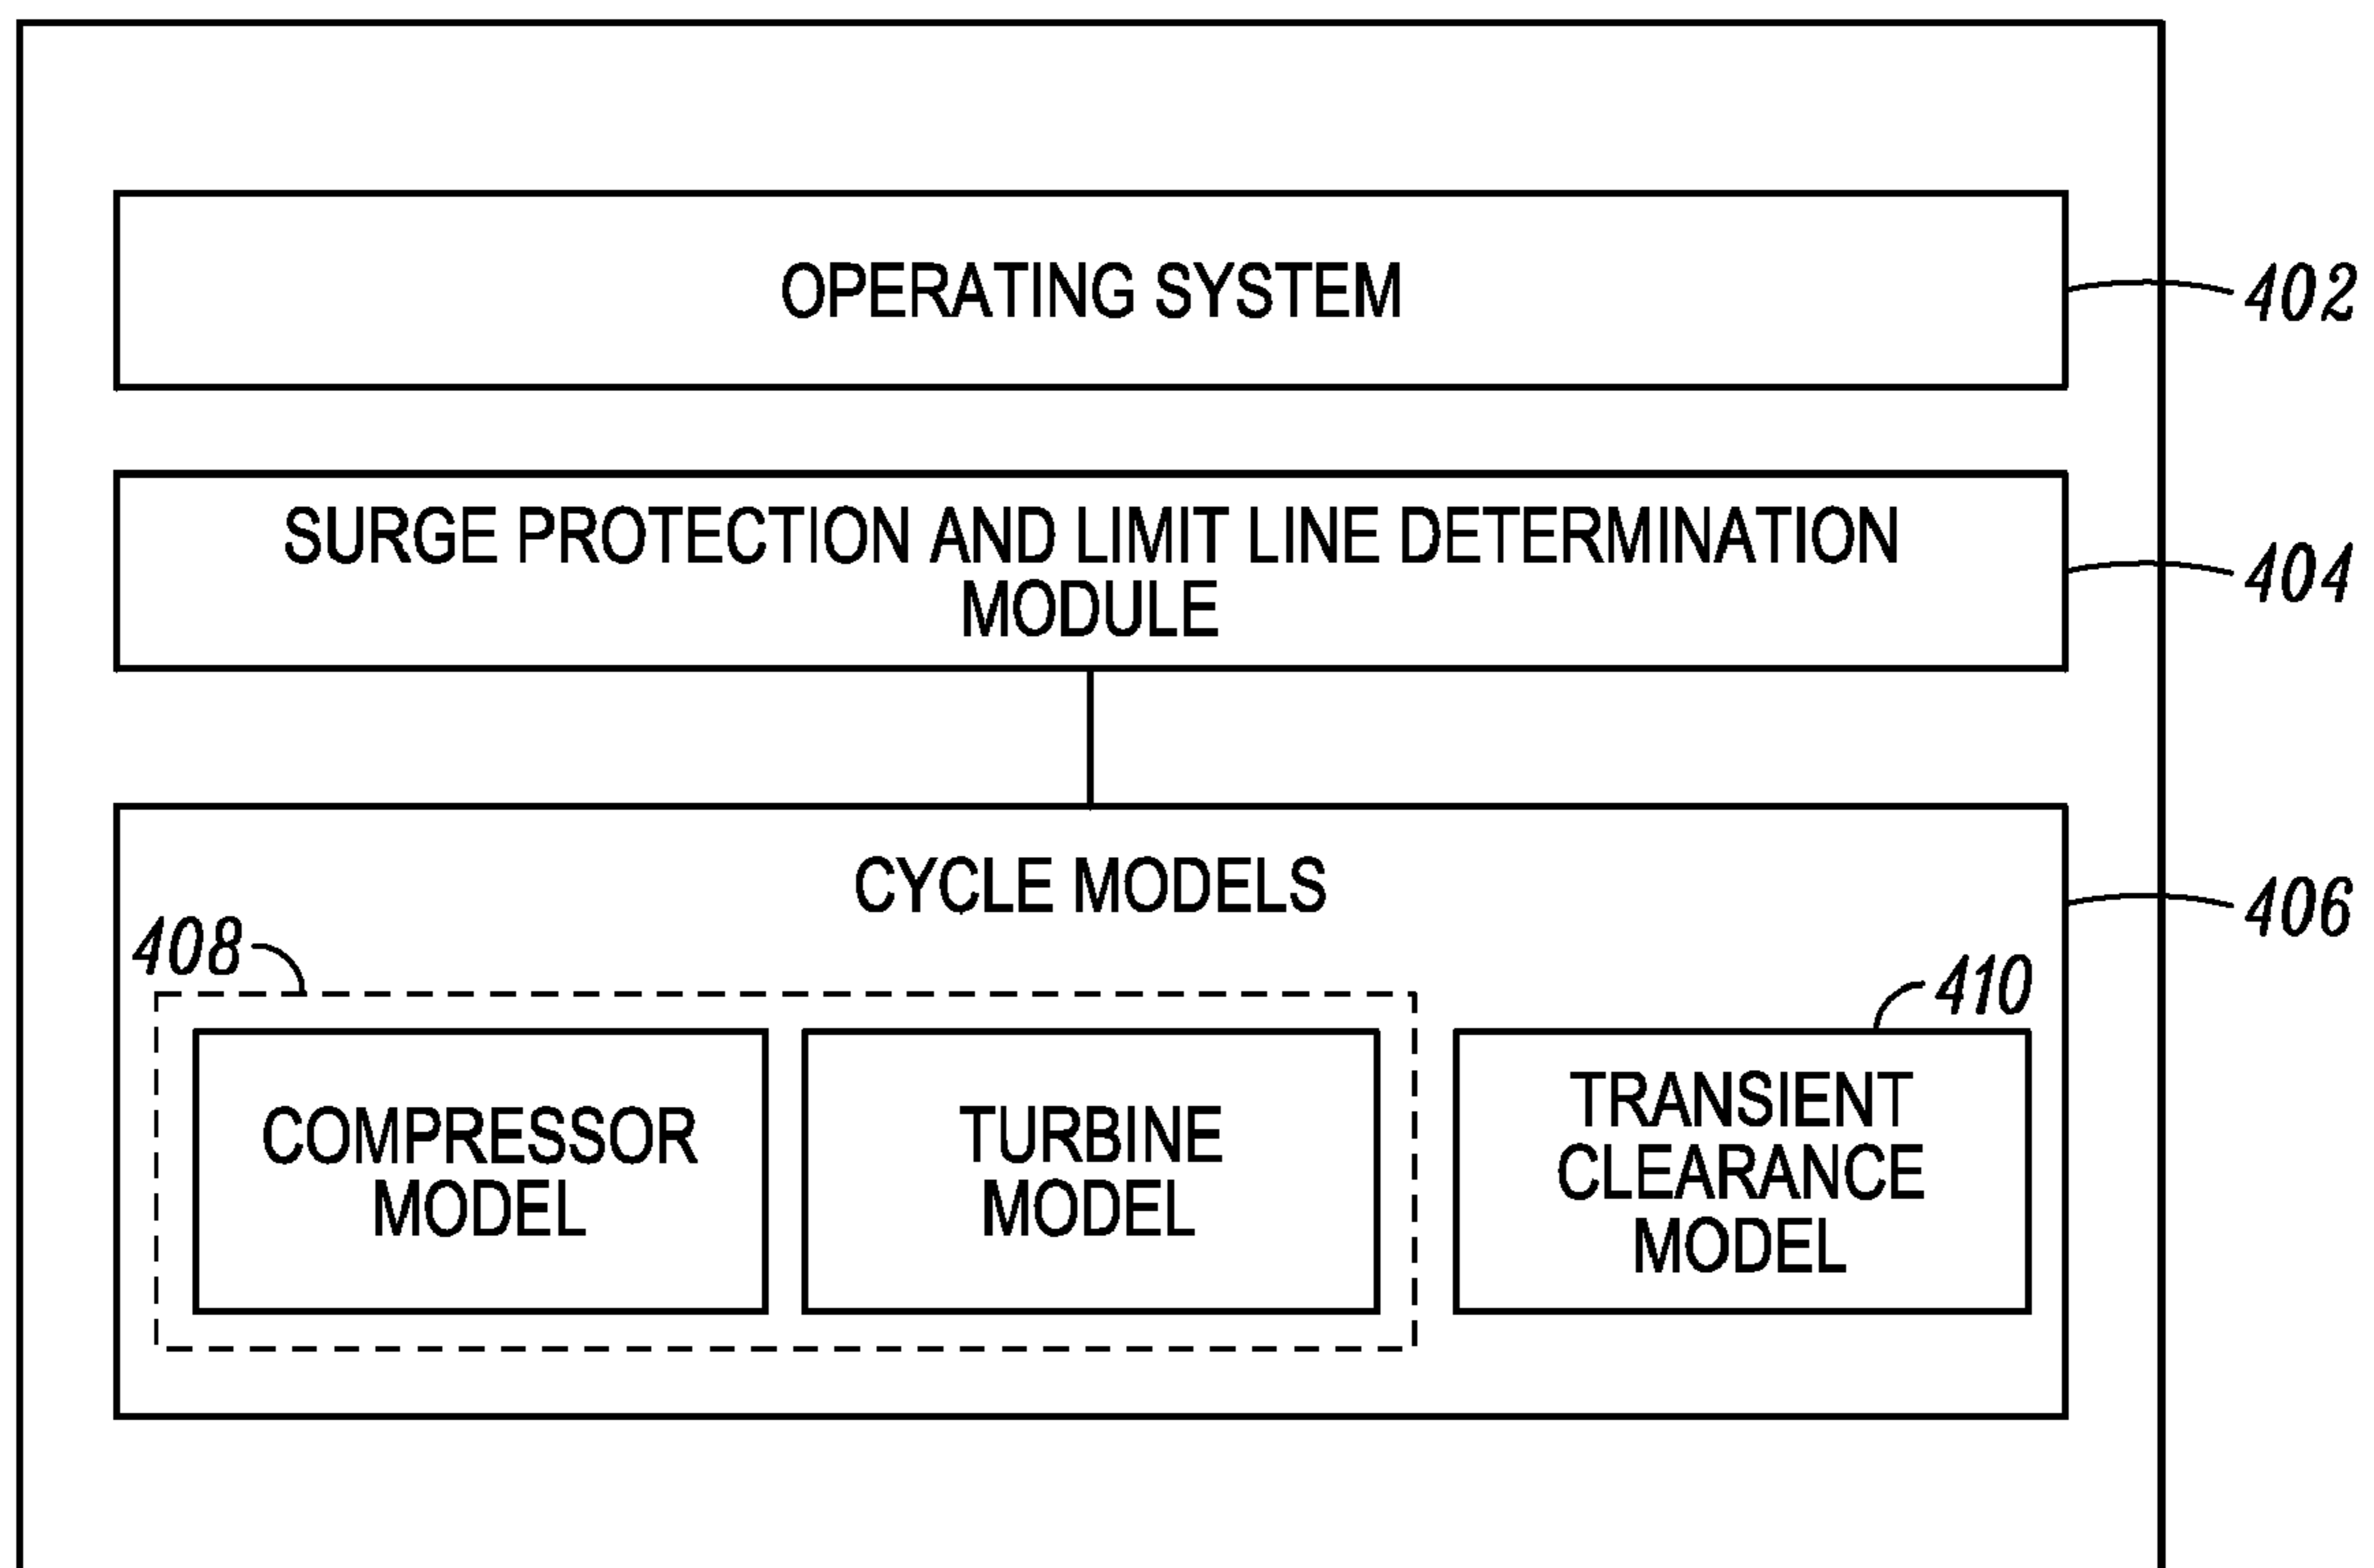 OPERATING SYSTEM
402
SURGE PROTECTION AND LIMIT LINE DETERMINATION
MODULE
404
CYCLE MODELS
406
408
410
COMPRESSOR
MODEL
TURBINE
MODEL
TRANSIENT
CLEARANCE
MODEL